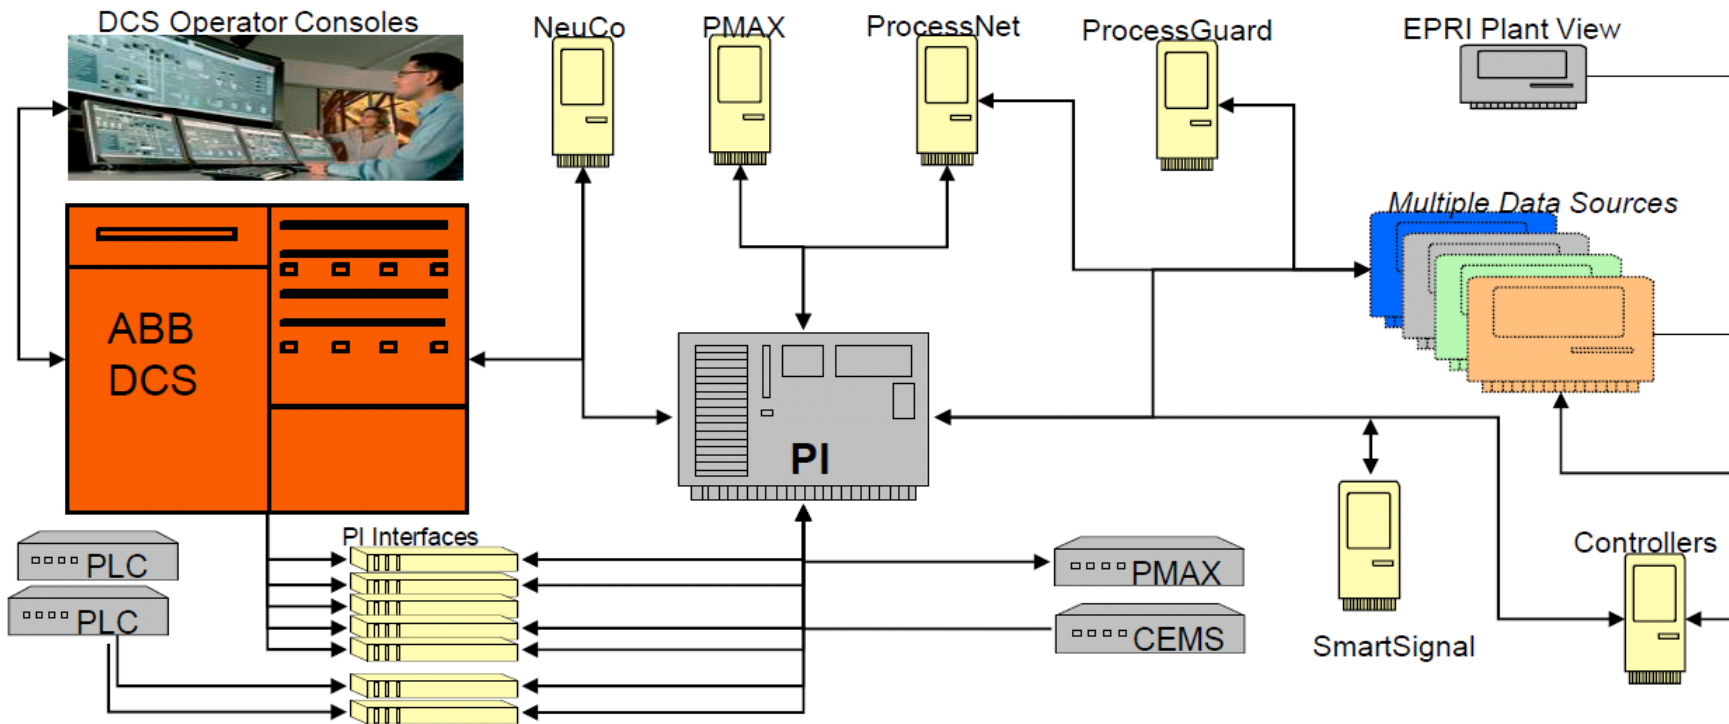 DCS Operator Consoles
NeuCo
PMAX
ProcessNet
ProcessGuard
EPRI Plant View
Multiple Data Sources
ABB
DCS
PI
PI Interfaces
PLC
PLC
PMAX
CEMS
SmartSignal
Controllers